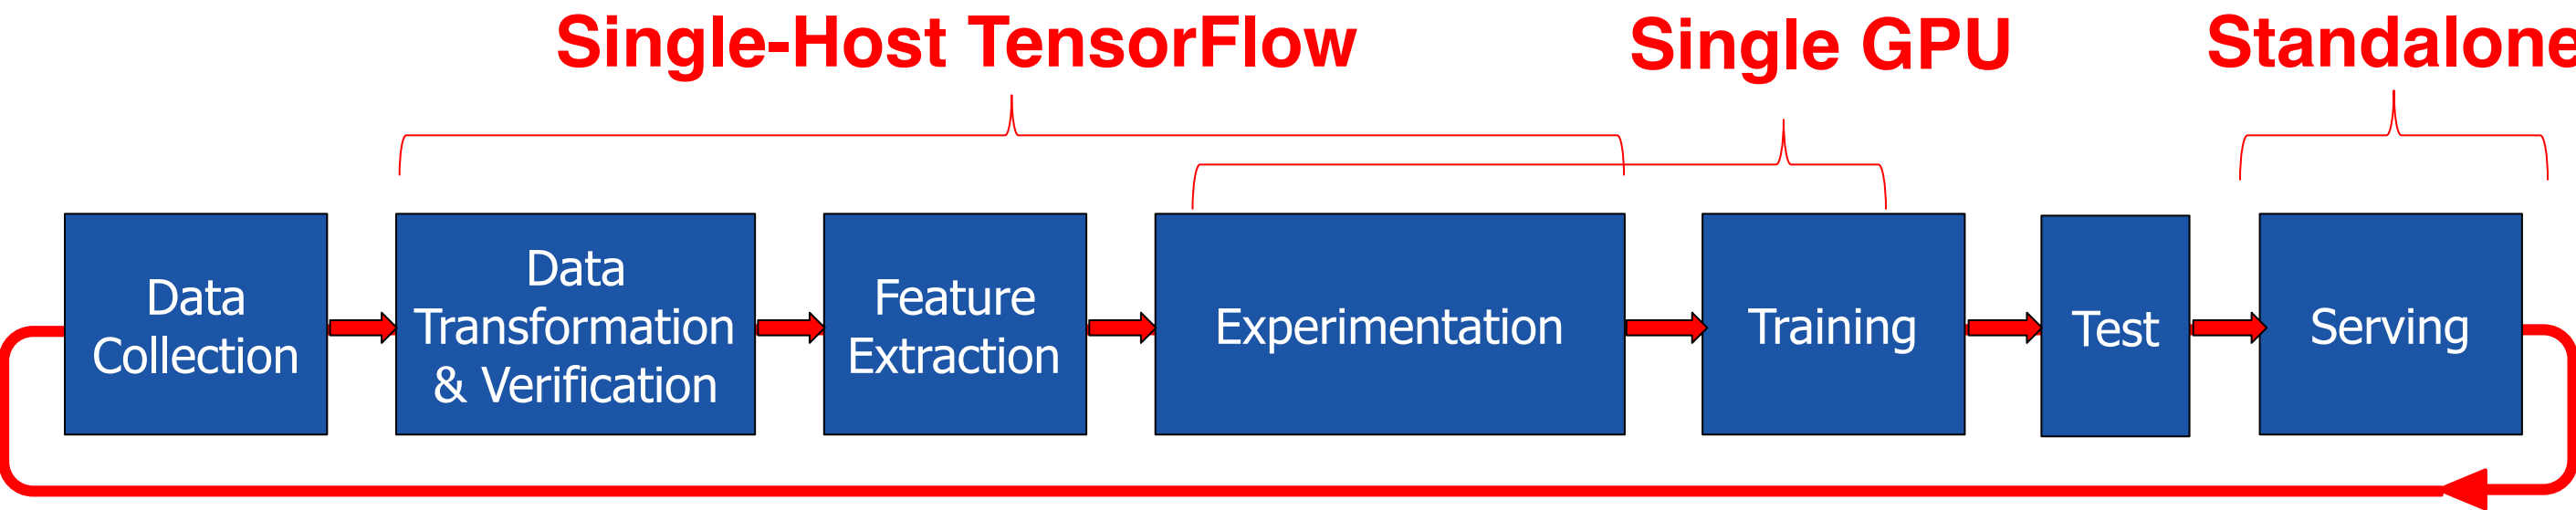 Single-Host TensorFlow
Single GPU
Standalone
Data
Collection
Data
Transformation
& Verification
Feature
Extraction
Experimentation
Training
Test
Serving